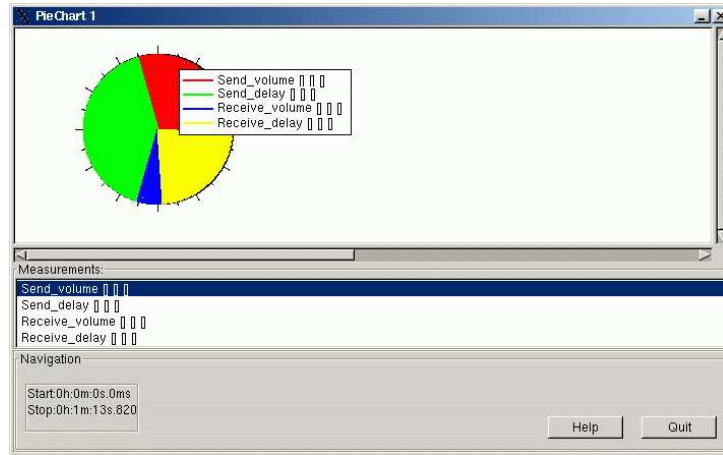 PieChart 1
Send_volume [] [] []
Send_delay [] [] []
Receive_volume [] [] []
Receive_delay [] [] []
Measurements:
Send_volume [] [] []
Send_delay [] [] []
Receive_volume [] [] []
Receive_delay [] [] []
Navigation
Start:0h:0m:0s.0ms
Stop:0h:1m:13s.820
Help
Quit